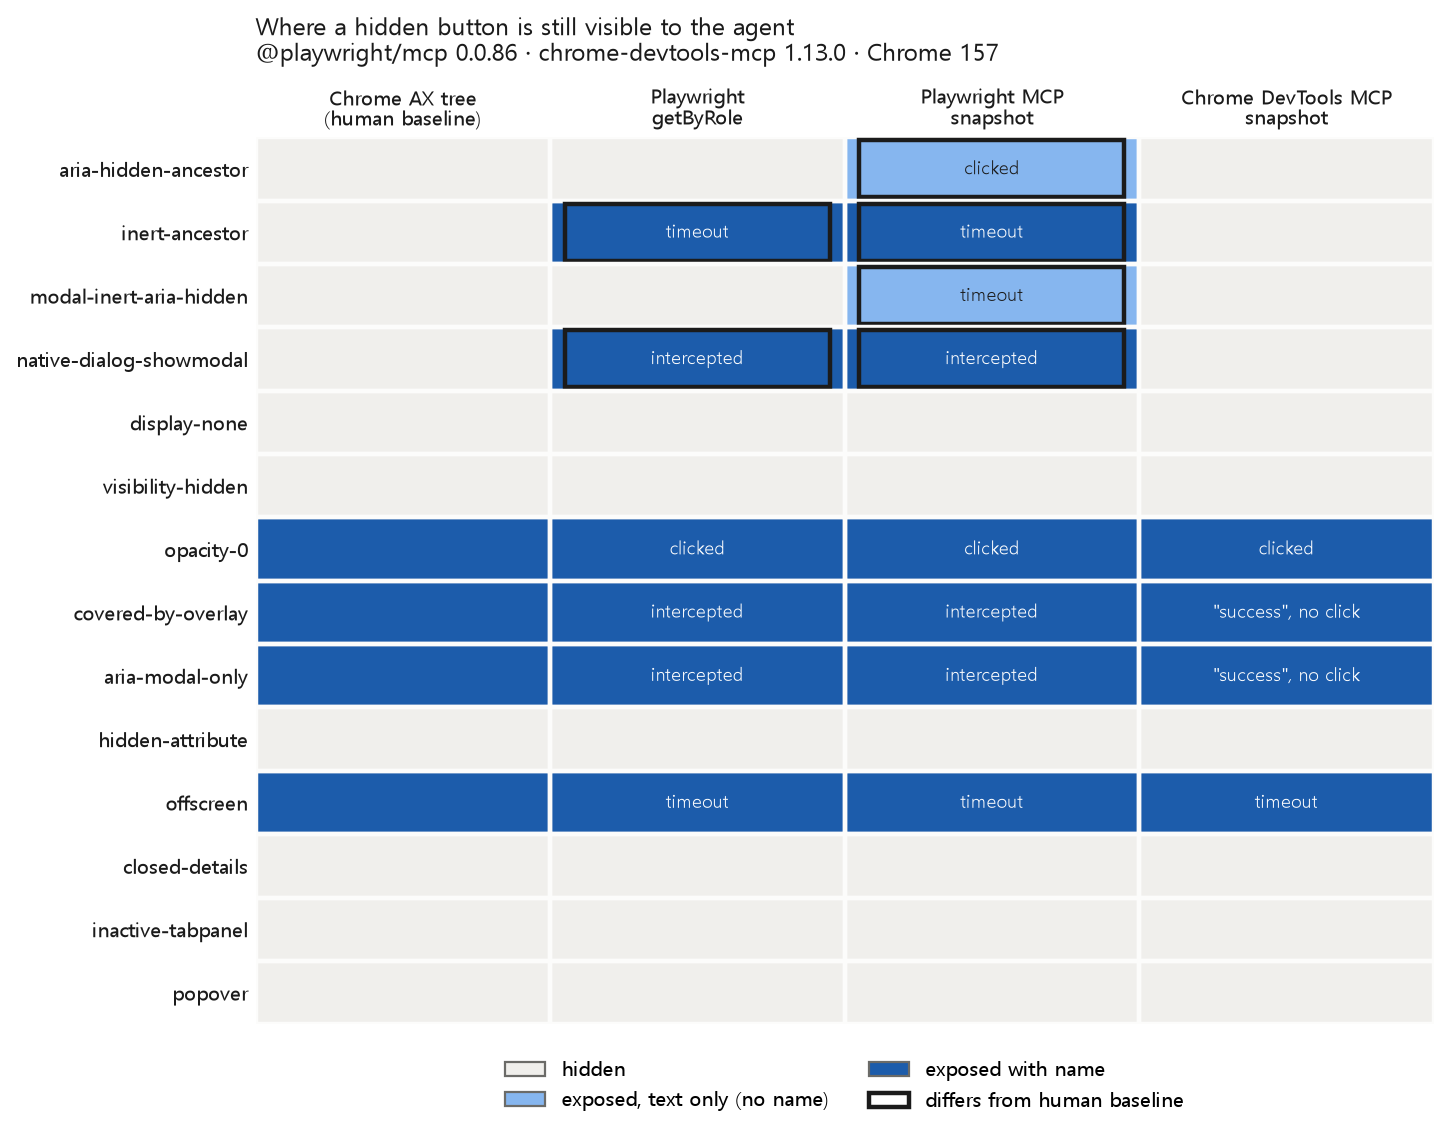 Where a hidden button is still visible to the agent
@playwright/mcp 0.0.86 · chrome-devtools-mcp 1.13.0 · Chrome 157
Chrome AX tree
(human baseline)
Playwright
getByRole
Playwright MCP
snapshot
Chrome DevTools MCP
snapshot
aria-hidden-ancestor
clicked
inert-ancestor
timeout
timeout
modal-inert-aria-hidden
timeout
native-dialog-showmodal
intercepted
intercepted
display-none
visibility-hidden
opacity-0
clicked
clicked
clicked
covered-by-overlay
intercepted
intercepted
"success", no click
aria-modal-only
intercepted
intercepted
"success", no click
hidden-attribute
offscreen
timeout
timeout
timeout
closed-details
inactive-tabpanel
popover
hidden
exposed, text only (no name)
exposed with name
differs from human baseline